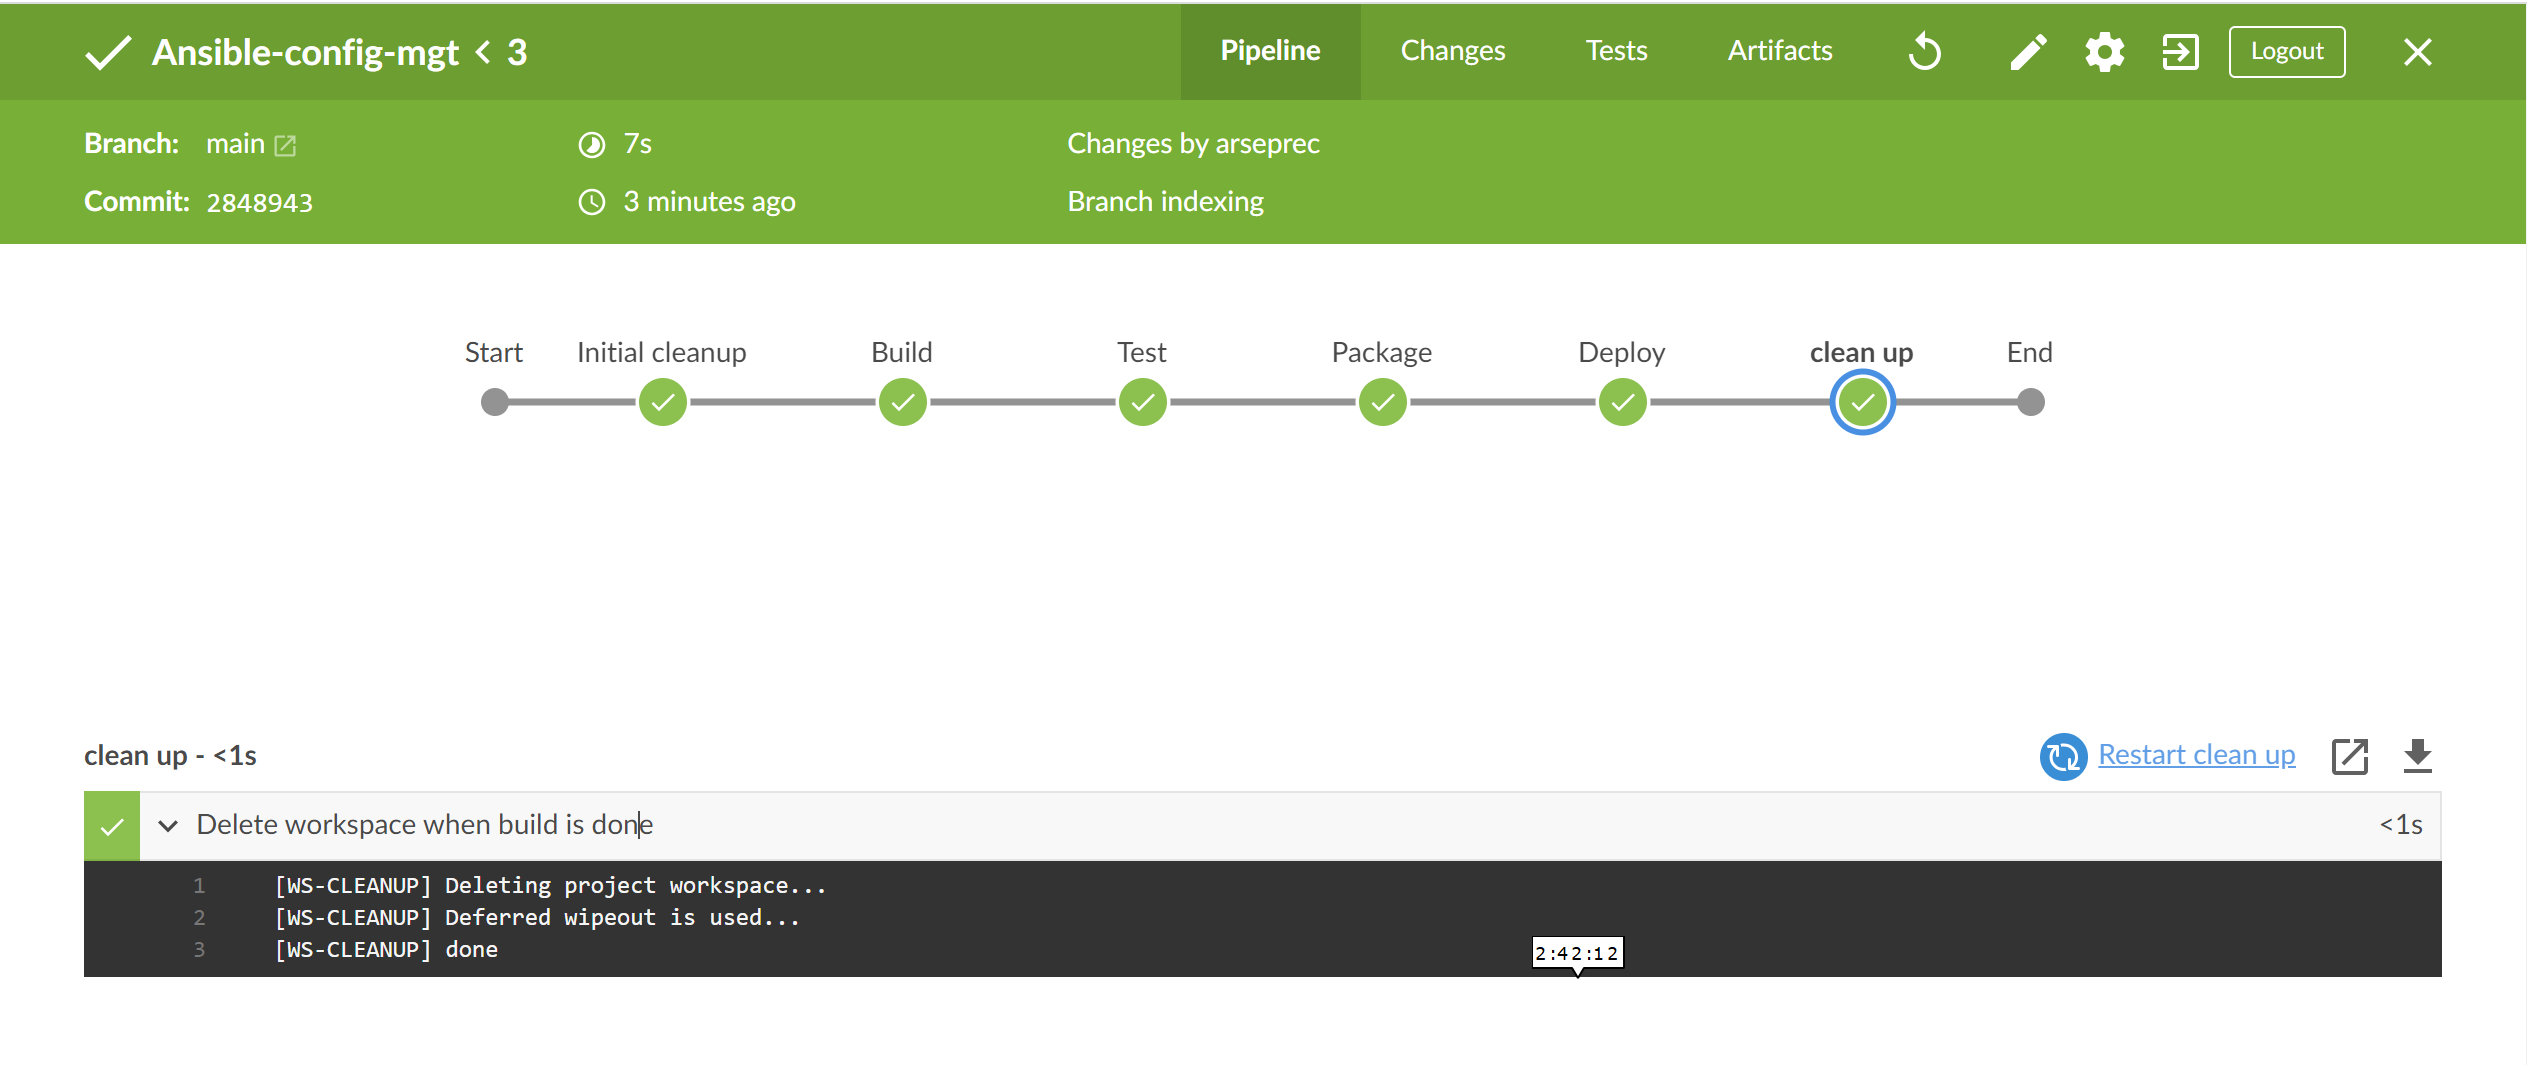 Ansible-config-mgt < 3
Pipeline Changes Tests Artifacts Logout
Branch: main 7s Changes by arseprec
Commit: 2848943 3 minutes ago Branch indexing
Start Initial cleanup Build Test Package Deploy clean up End
clean up - <1s Restart clean up
Delete workspace when build is done <1s
1 [WS-CLEANUP] Deleting project workspace...
2 [WS-CLEANUP] Deferred wipeout is used...
3 [WS-CLEANUP] done
2:42:12